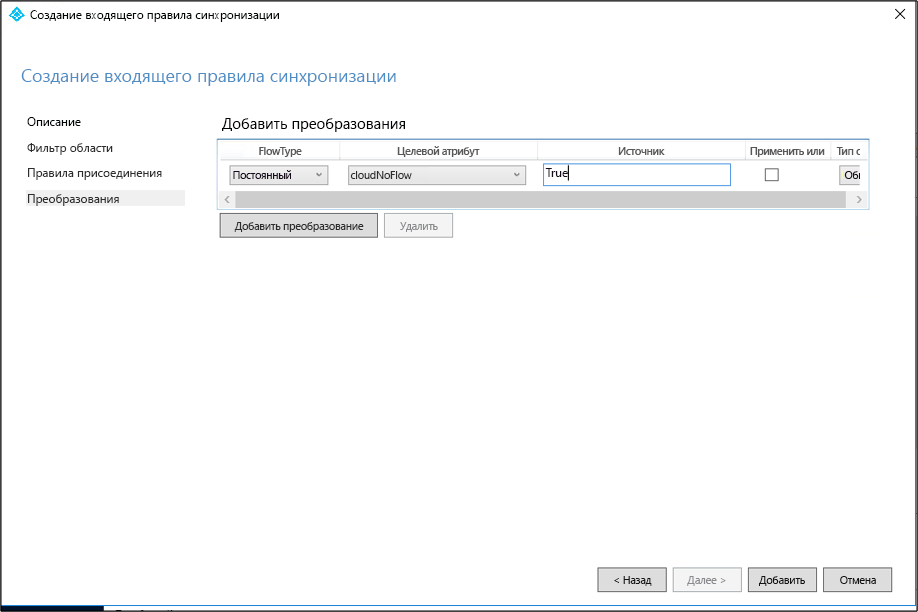 Создание входящего правила синхронизации
Создание входящего правила синхронизации
Описание
Фильтр области
Правила присоединения
Преобразования
Добавить преобразования
FlowType Целевой атрибут Источник Применить или Тип с
Постоянный cloudNoFlow True
Добавить преобразование Удалить
< Назад Далее > Добавить Отмена